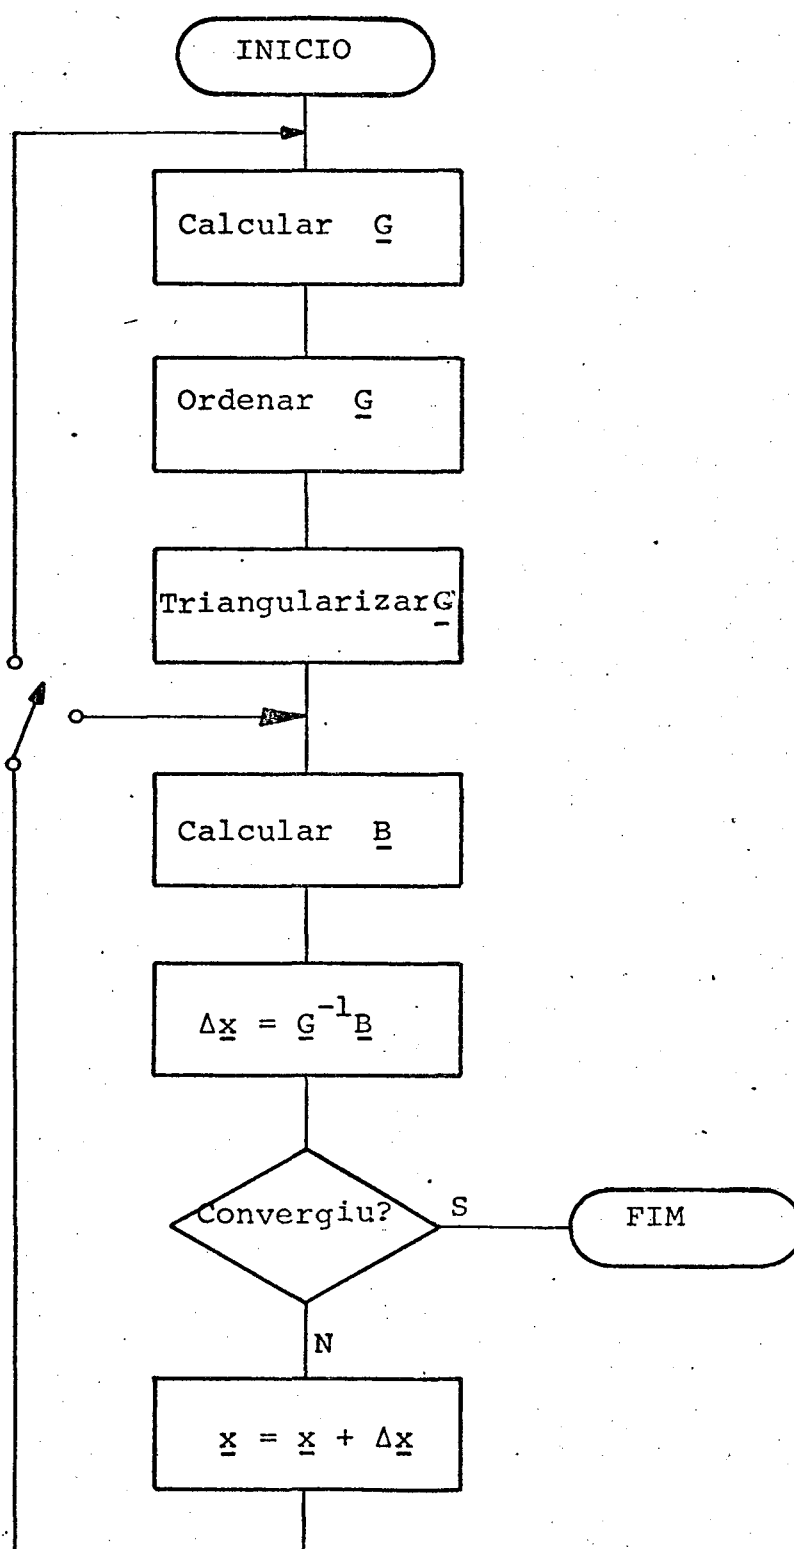 INICIO
Calcular G
Ordenar G
Triangularizar G
Calcular B
Δx = G⁻¹B
Convergiu?
S
FIM
N
x = x + Δx